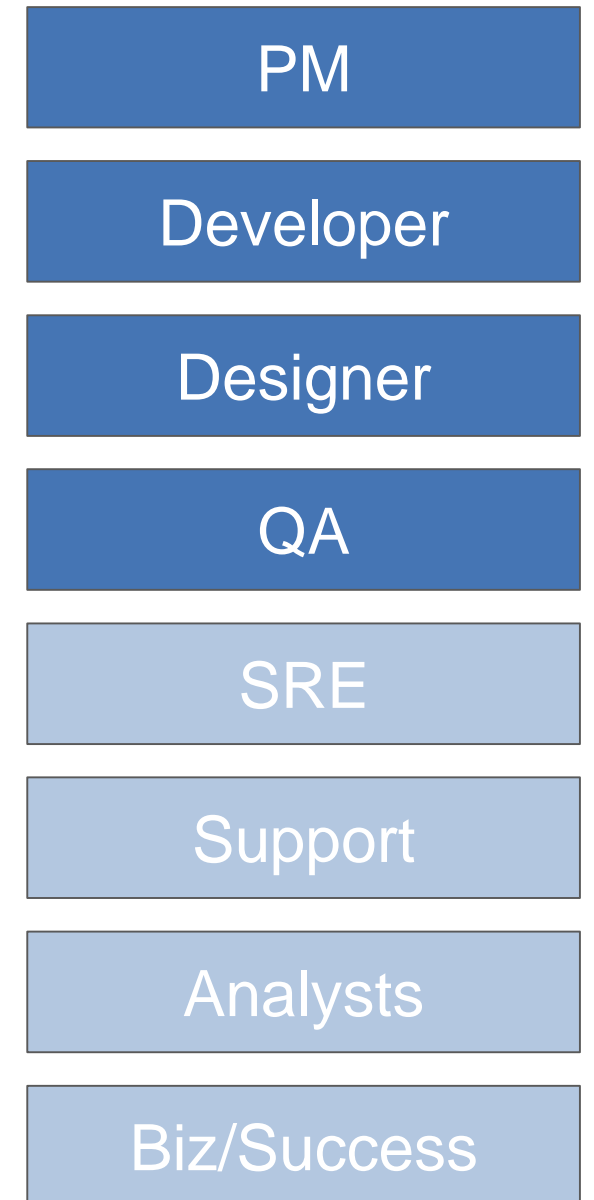 PM
Developer
Designer
QA
SRE
Support
Analysts
Biz/Success